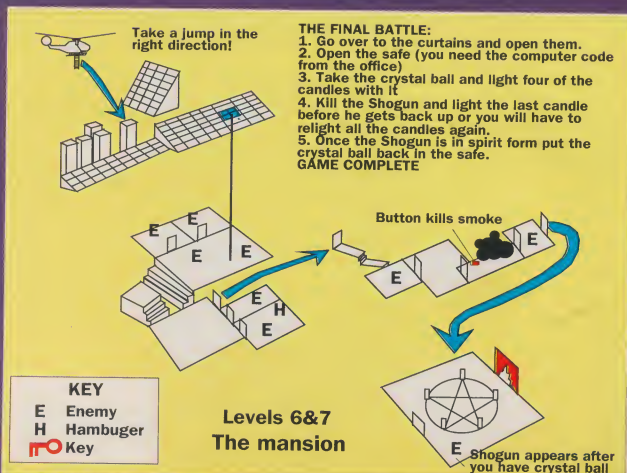 Take a jump in the
right direction!
THE FINAL BATTLE:
1. Go over to the curtains and open them.
2. Open the safe (you need the computer code
from the office)
3. Take the crystal ball and light four of the
candles with it
4. Kill the Shogun and light the last candle
before he gets back up or you will have to
relight all the candles again.
5. Once the Shogun is in spirit form put the
crystal ball back in the safe.
GAME COMPLETE
E
E
E
E
E
H
E
Button kills smoke
E
E
E
Shogun appears after
you have crystal ball
KEY
E Enemy
H Hambuger
Key
Levels 6&7
The mansion